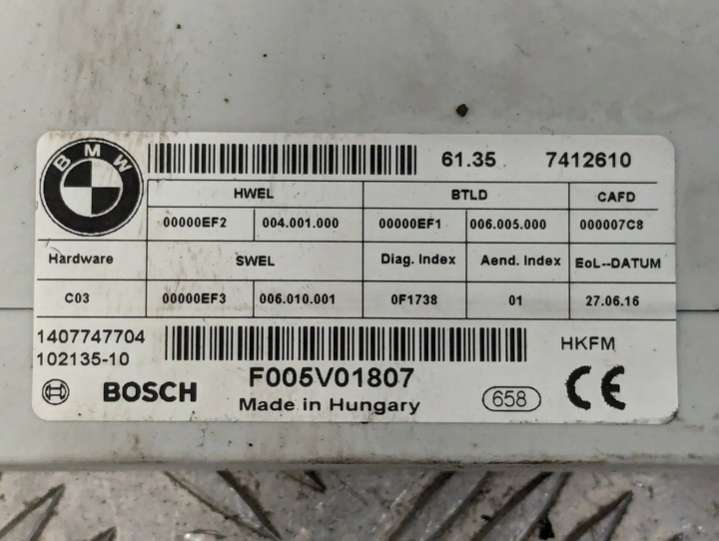 BMW
61.35 7412610
HWEL BTLD CAFD
00000EF2 004.001.000 00000EF1 006.005.000 000007C8
Hardware SWEL Diag. Index Aend. Index EoL--DATUM
C03 00000EF3 006.010.001 0F1738 01 27.06.16
1407747704
102135-10
HKFM
BOSCH F005V01807
Made in Hungary
658
CE